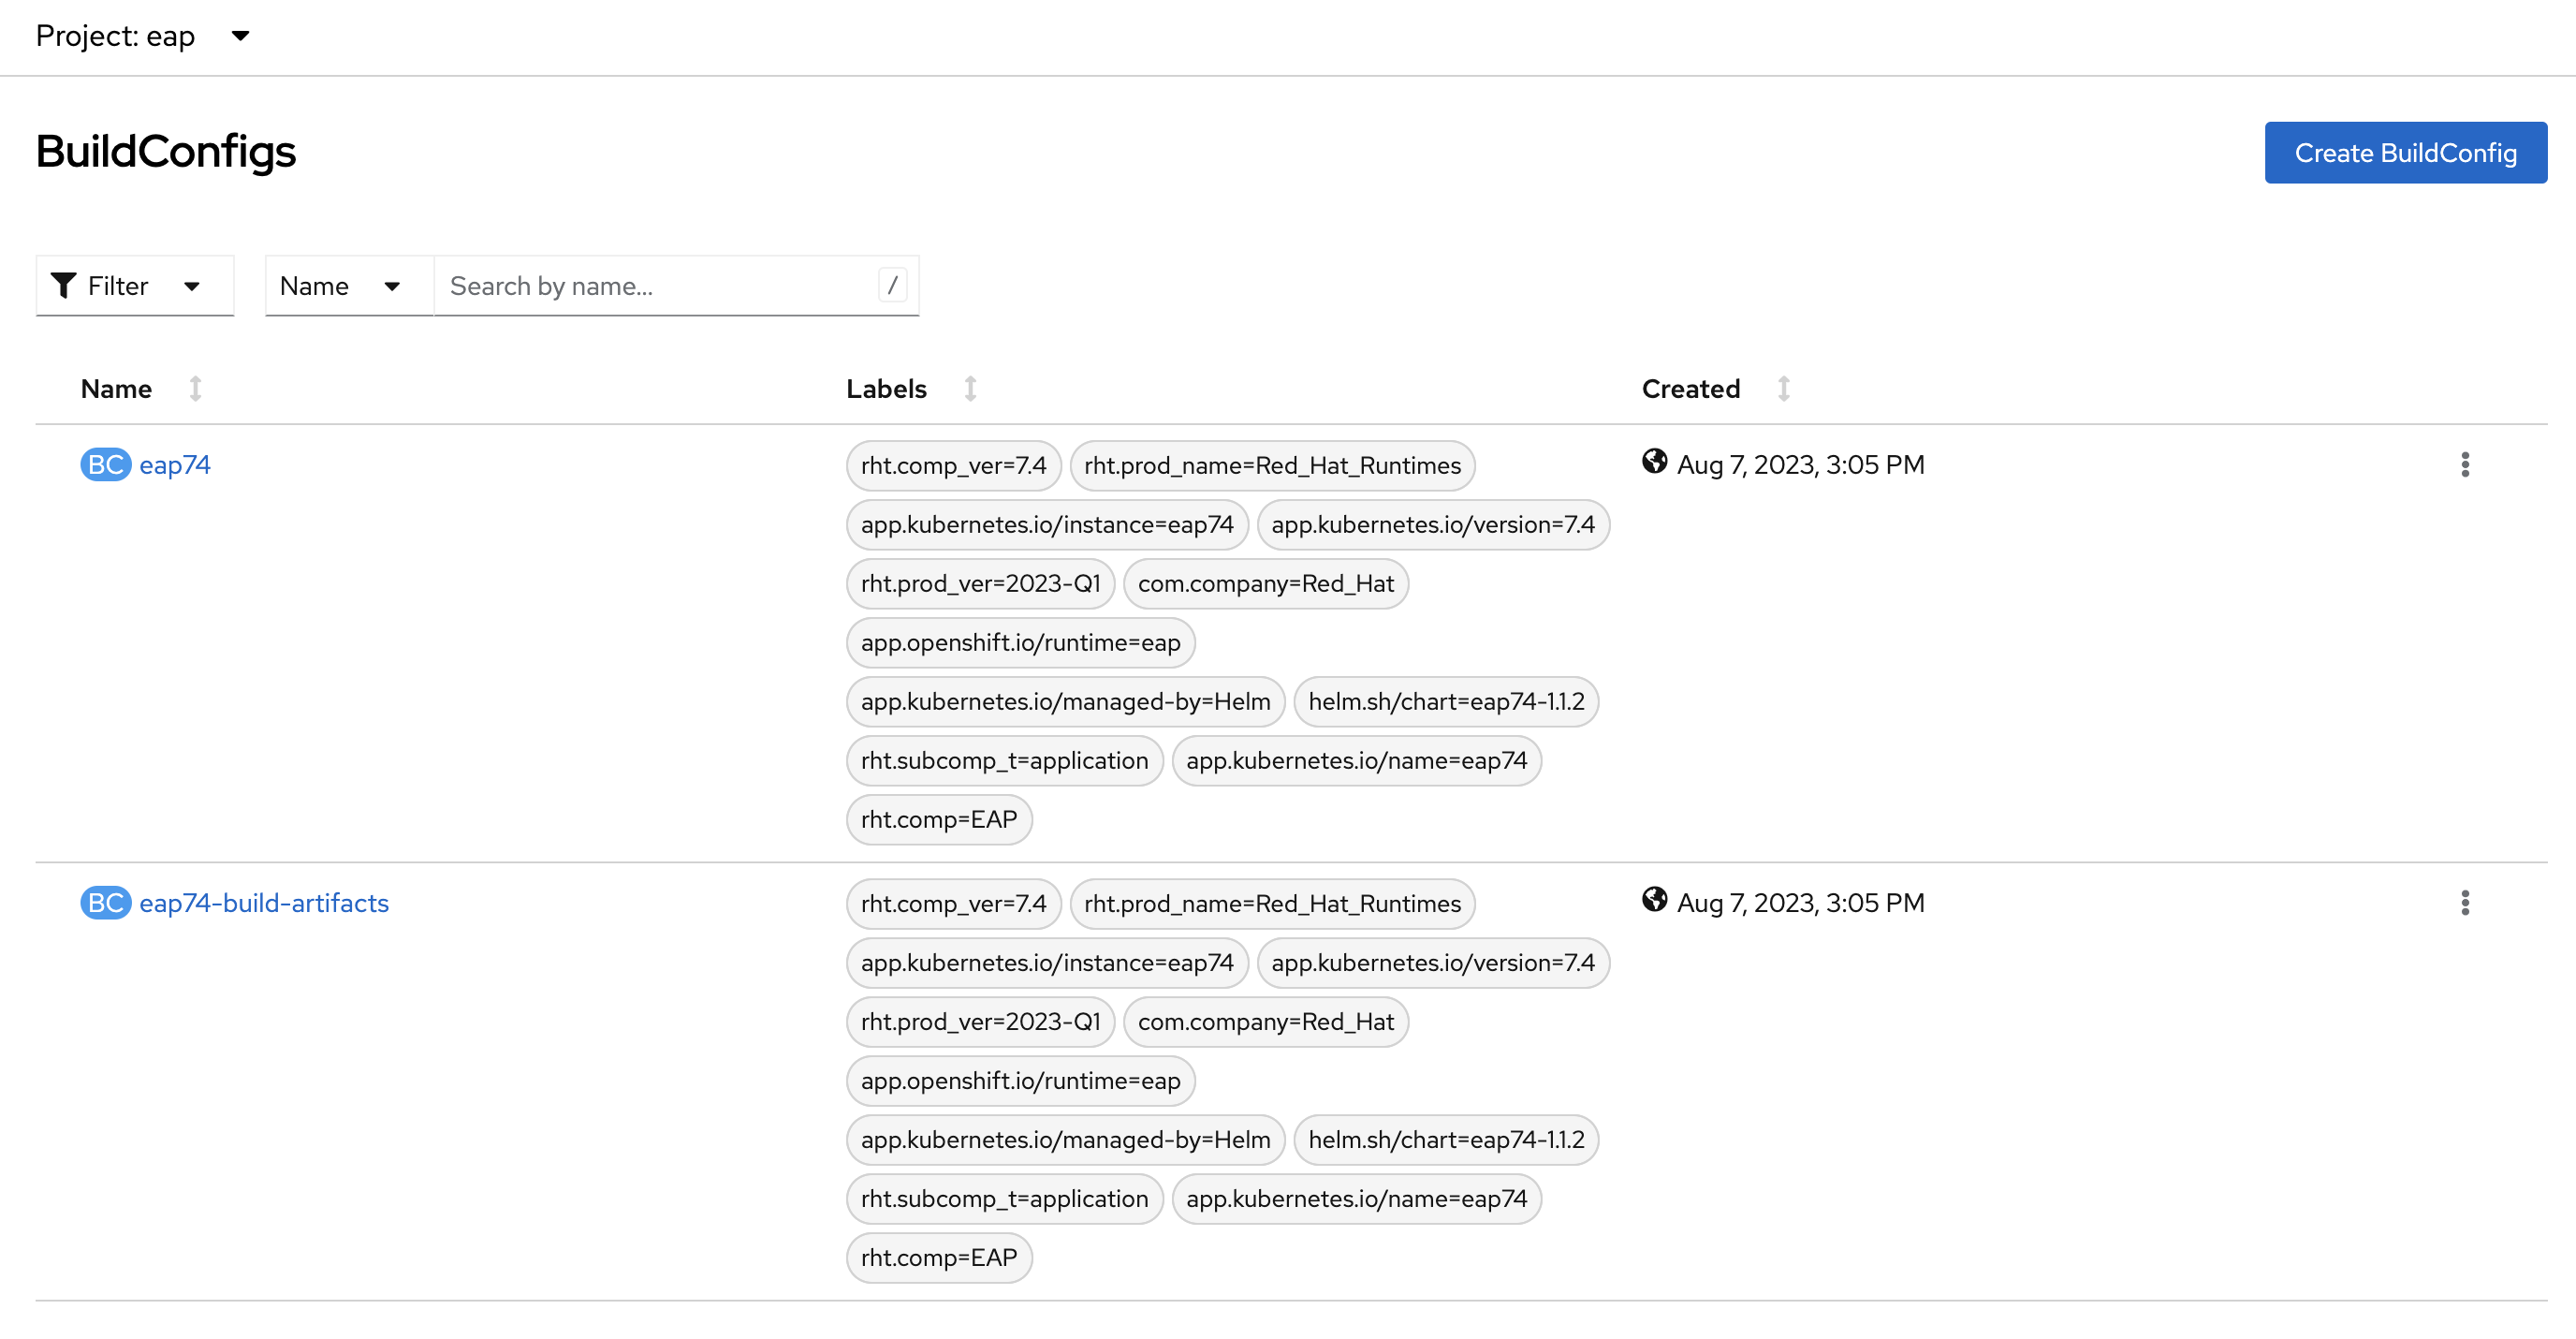 Project: eap
BuildConfigs
Create BuildConfig
Filter Name Search by name... /
Name Labels Created
BC eap74 rht.comp_ver=7.4 rht.prod_name=Red_Hat_Runtimes Aug 7, 2023, 3:05 PM
app.kubernetes.io/instance=eap74 app.kubernetes.io/version=7.4
rht.prod_ver=2023-Q1 com.company=Red_Hat
app.openshift.io/runtime=eap
app.kubernetes.io/managed-by=Helm helm.sh/chart=eap74-1.1.2
rht.subcomp_t=application app.kubernetes.io/name=eap74
rht.comp=EAP
BC eap74-build-artifacts rht.comp_ver=7.4 rht.prod_name=Red_Hat_Runtimes Aug 7, 2023, 3:05 PM
app.kubernetes.io/instance=eap74 app.kubernetes.io/version=7.4
rht.prod_ver=2023-Q1 com.company=Red_Hat
app.openshift.io/runtime=eap
app.kubernetes.io/managed-by=Helm helm.sh/chart=eap74-1.1.2
rht.subcomp_t=application app.kubernetes.io/name=eap74
rht.comp=EAP